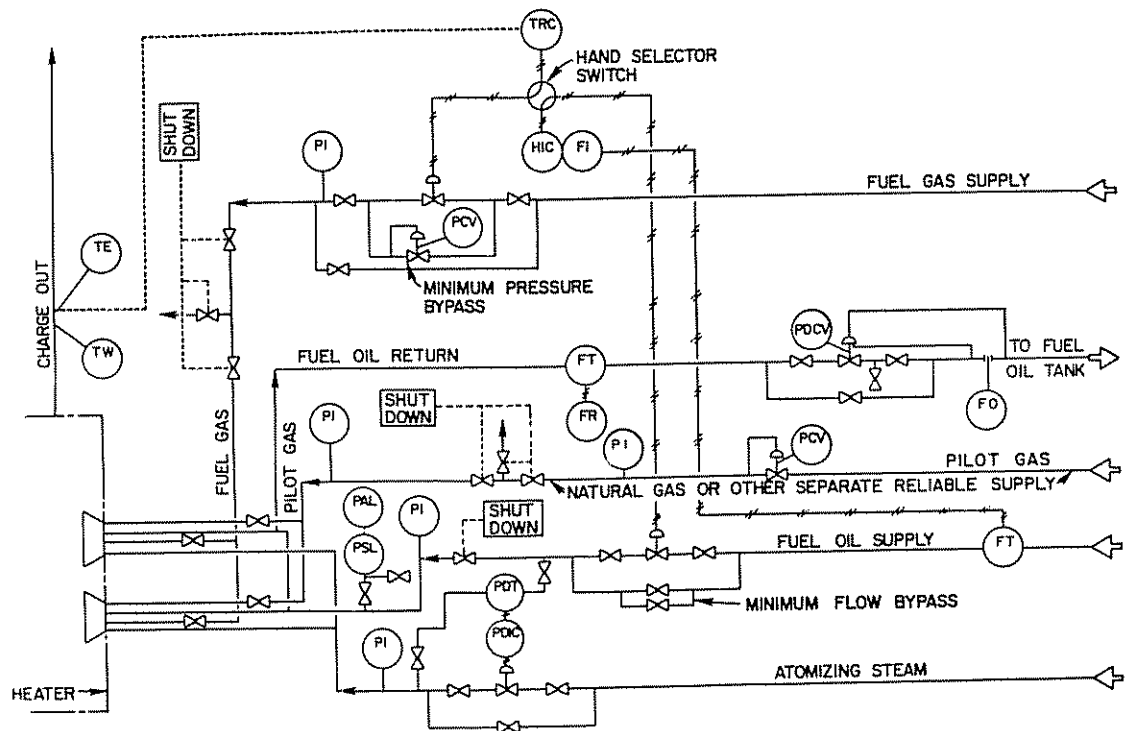 TRC
HAND SELECTOR
SWITCH
SHUT
DOWN
PI
HIC
FI
FUEL GAS SUPPLY
PCV
TE
MINIMUM PRESSURE
BYPASS
CHARGE OUT
TW
PDCV
FUEL OIL RETURN
FT
TO FUEL
OIL TANK
SHUT
DOWN
FR
FO
PI
PI
PCV
FUEL GAS
PILOT GAS
PILOT GAS
NATURAL GAS OR OTHER SEPARATE RELIABLE SUPPLY
PAL
PI
SHUT
DOWN
PSL
FUEL OIL SUPPLY
FT
PDT
MINIMUM FLOW BYPASS
PDIC
PI
ATOMIZING STEAM
HEATER